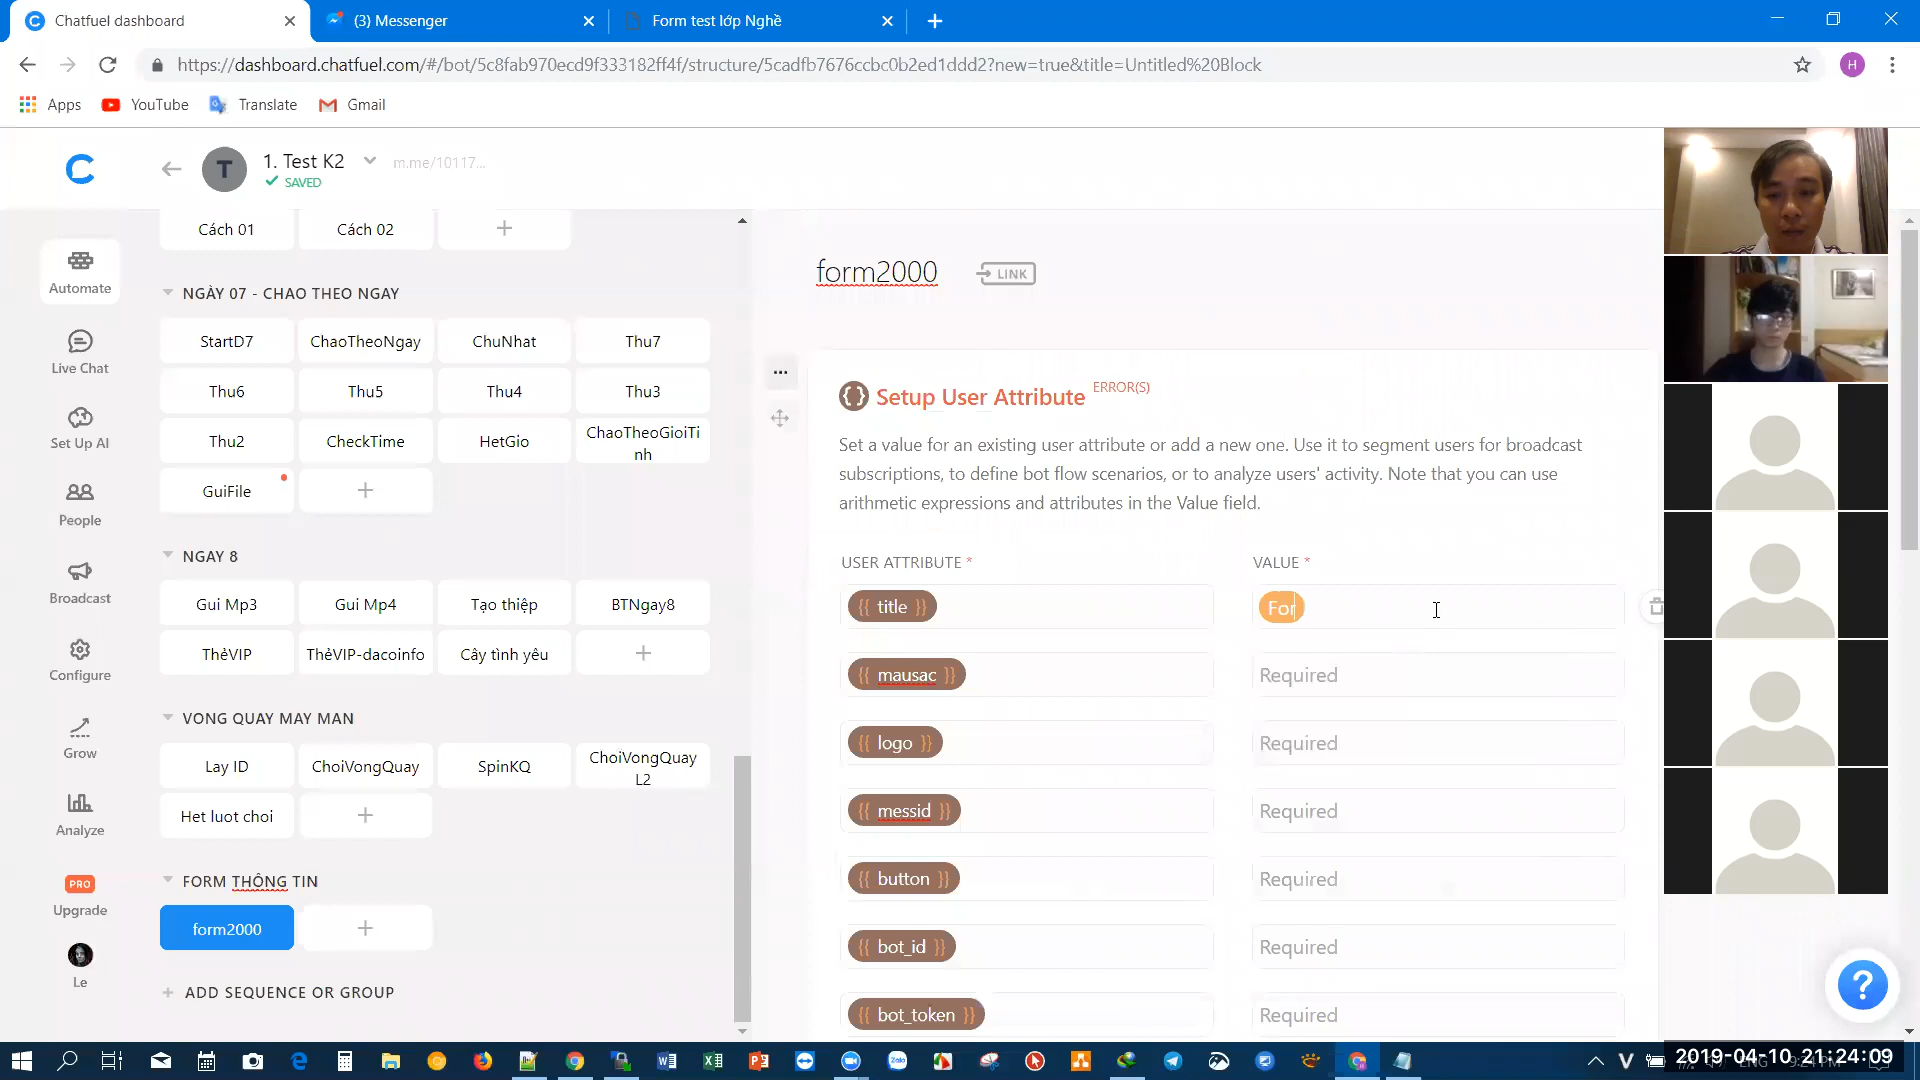 Chatfuel dashboard
(3) Messenger
Form test lớp Nghề
https://dashboard.chatfuel.com/#/bot/5c8fab970ecd9f333182ff4f/structure/5cadfb7676ccbc0b2ed1ddd2?new=true&title=Untitled%20Block
H
Apps
YouTube
Translate
Gmail
T
1. Test K2
m.me/10117...
SAVED
Automate
Live Chat
Set Up AI
People
Broadcast
Configure
Grow
Analyze
PRO
Upgrade
Le
Cách 01
Cách 02
NGÀY 07 - CHAO THEO NGAY
StartD7
ChaoTheoNgay
ChuNhat
Thu7
Thu6
Thu5
Thu4
Thu3
Thu2
CheckTime
HetGio
ChaoTheoGioiTi
nh
GuiFile
NGAY 8
Gui Mp3
Gui Mp4
Tạo thiệp
BTNgay8
ThẻVIP
ThẻVIP-dacoinfo
Cây tình yêu
VONG QUAY MAY MAN
Lay ID
ChoiVongQuay
SpinKQ
ChoiVongQuay
L2
Het luot choi
FORM THÔNG TIN
form2000
ADD SEQUENCE OR GROUP
form2000
LINK
Setup User Attribute ERROR(S)
Set a value for an existing user attribute or add a new one. Use it to segment users for broadcast
subscriptions, to define bot flow scenarios, or to analyze users' activity. Note that you can use
arithmetic expressions and attributes in the Value field.
USER ATTRIBUTE *
VALUE *
{{ title }}
For
{{ mausac }}
Required
{{ logo }}
Required
{{ messid }}
Required
{{ button }}
Required
{{ bot_id }}
Required
{{ bot_token }}
Required
?
2019-04-10 21:24:09